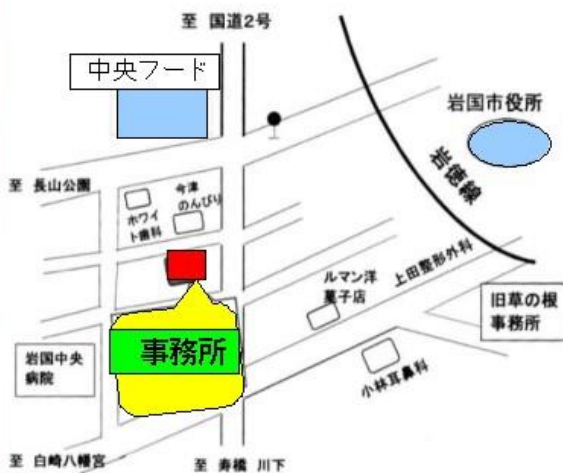 至 国道2号
中央フード
岩国市役所
岩徳線
至 長山公園
今津
のんびり
ホワイ
ト歯科
上田整形外科
ルマン洋
菓子店
旧草の根
事務所
事務所
岩国中央
病院
小林耳鼻科
至 白崎八幡宮
至 寿橋 川下